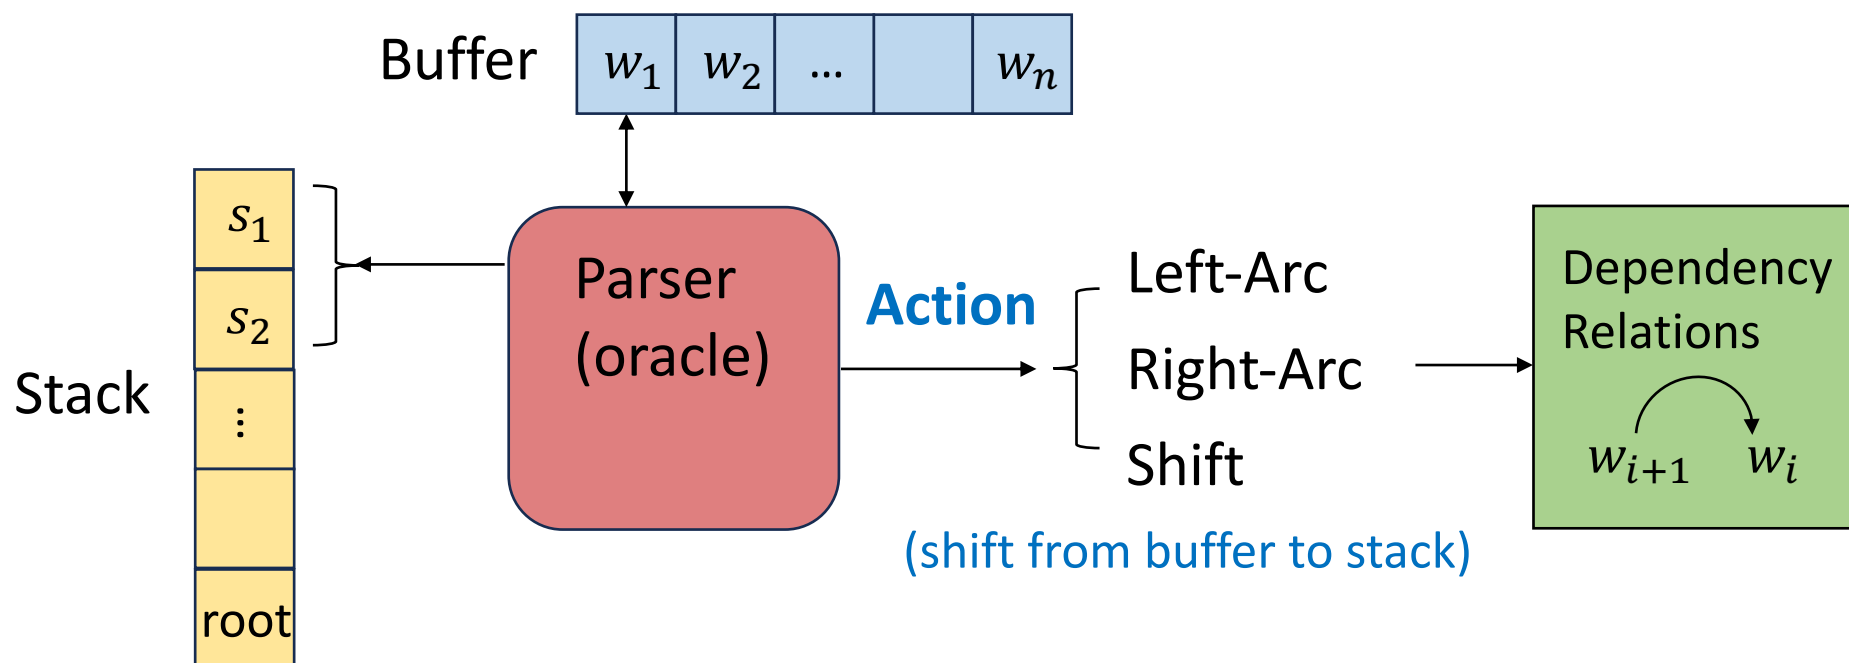 Buffer
w₁ w₂ ... wₙ
Stack
s₁
s₂
⋮
root
Parser
(oracle)
Action
Left-Arc
Right-Arc
Shift
(shift from buffer to stack)
Dependency
Relations
wᵢ₊₁ wᵢ